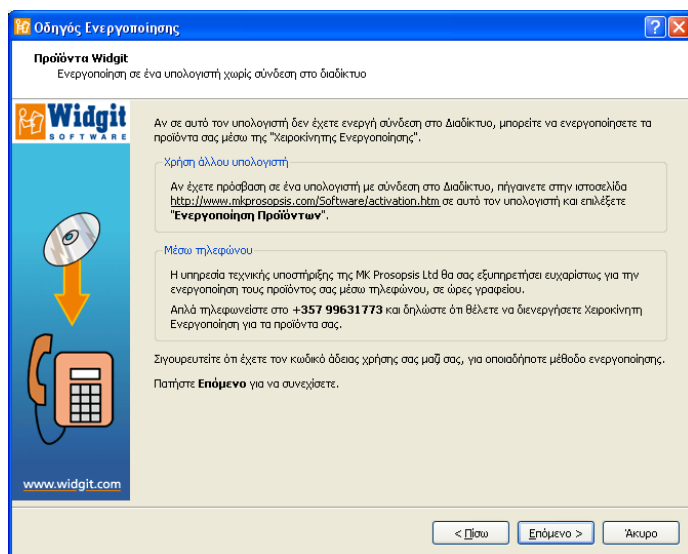 Οδηγός Ενεργοποίησης
Προϊόντα Widgit
Ενεργοποίηση σε ένα υπολογιστή χωρίς σύνδεση στο διαδίκτυο
Widgit
SOFTWARE
Αν σε αυτό τον υπολογιστή δεν έχετε ενεργή σύνδεση στο Διαδίκτυο, μπορείτε να ενεργοποιήσετε τα
προϊόντα σας μέσω της "Χειροκίνητης Ενεργοποίησης".
Χρήση άλλου υπολογιστή
Αν έχετε πρόσβαση σε ένα υπολογιστή με σύνδεση στο Διαδίκτυο, πήγαινετε στην ιστοσελίδα
http://www.mkprosopsis.com/Software/activation.htm σε αυτό τον υπολογιστή και επιλέξετε
"Ενεργοποίηση Προϊόντων".
Μέσω τηλεφώνου
Η υπηρεσία τεχνικής υποστήριξης της MK Prosopsis Ltd θα σας εξυπηρετήσει ευχαρίστως για την
ενεργοποίηση τους προϊόντος σας μέσω τηλεφώνου, σε ώρες γραφείου.
Απλά τηλεφωνείστε στο +357 99631773 και δηλώστε ότι θέλετε να διενεργήσετε Χειροκίνητη
Ενεργοποίηση για τα προϊόντα σας.
Σιγουρευτείτε ότι έχετε τον κωδικό άδειας χρήσης σας μαζί σας, για οποιαδήποτε μέθοδο ενεργοποίησης.
Πατήστε Επόμενο για να συνεχίσετε.
www.widgit.com
< Πίσω
Επόμενο >
Άκυρο